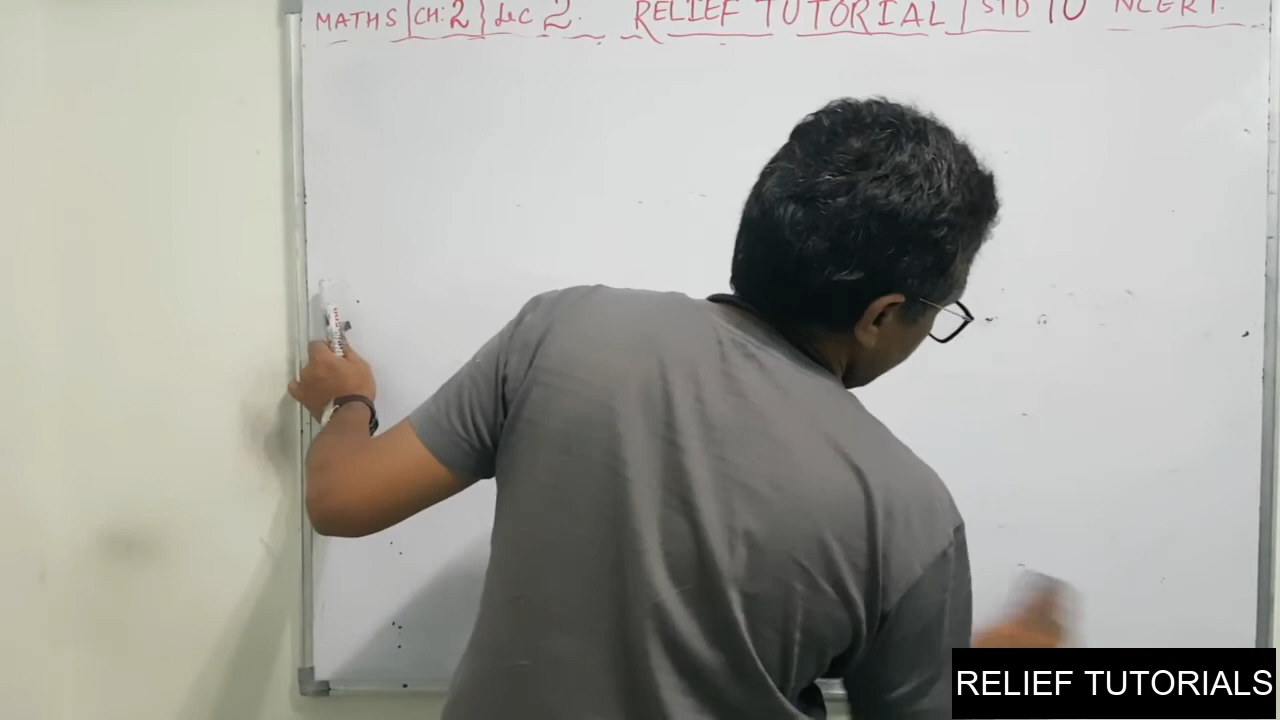 MATHS | CH: 2 | LEC 2. RELIEF TUTORIAL | STD 10 NCERT.
RELIEF TUTORIALS